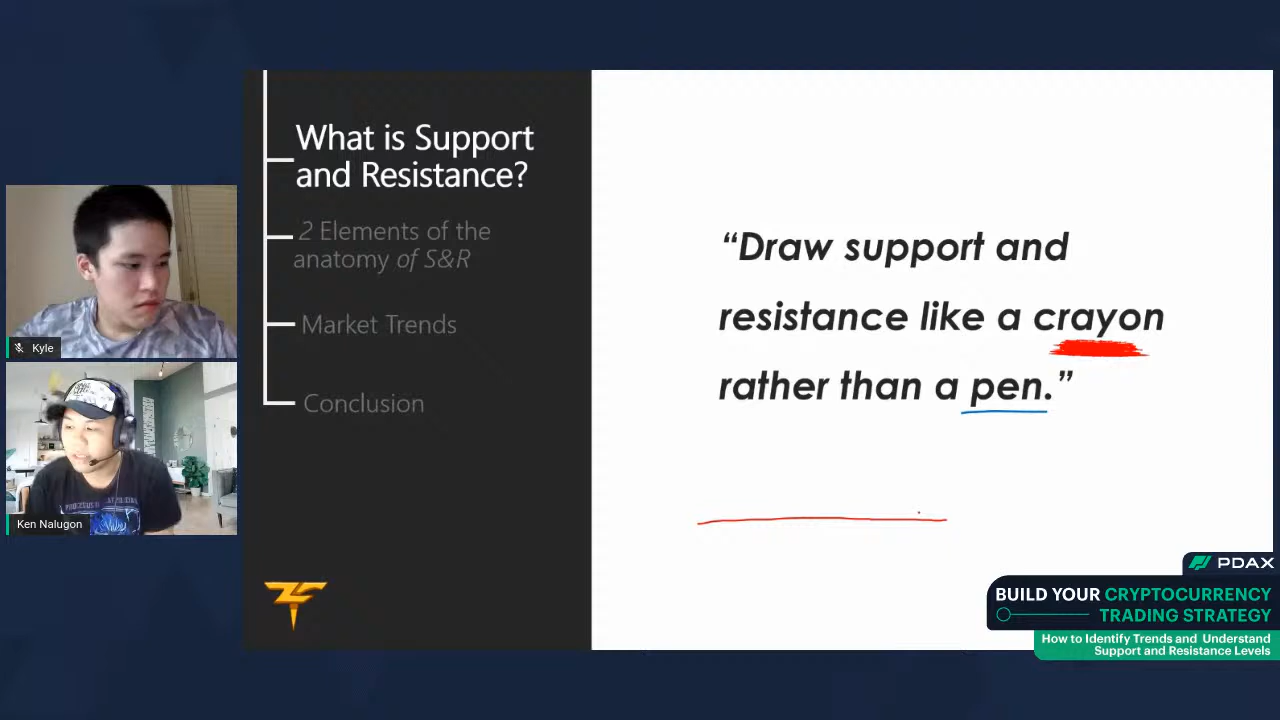 What is Support
and Resistance?
2 Elements of the
anatomy of S&R
Market Trends
Conclusion
“Draw support and
resistance like a crayon
rather than a pen.”
Kyle
Ken Nalugon
PDAX
BUILD YOUR CRYPTOCURRENCY
TRADING STRATEGY
How to Identify Trends and Understand
Support and Resistance Levels